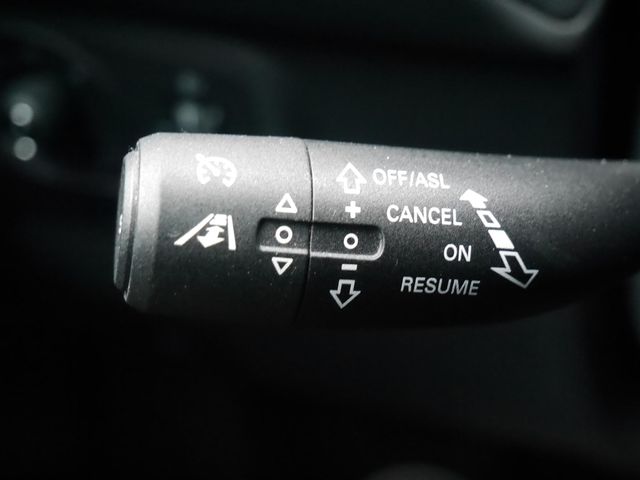 OFF/ASL
+
CANCEL
ON
−
RESUME